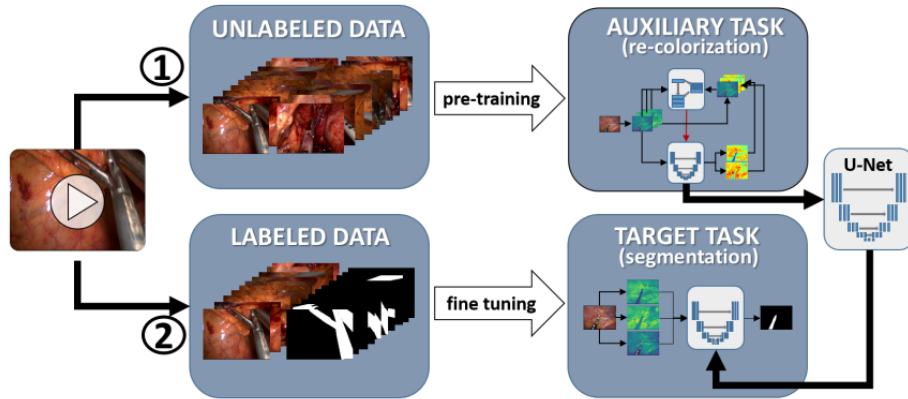 UNLABELED DATA
AUXILIARY TASK
(re-colorization)
1
pre-training
U-Net
LABELED DATA
TARGET TASK
(segmentation)
fine tuning
2